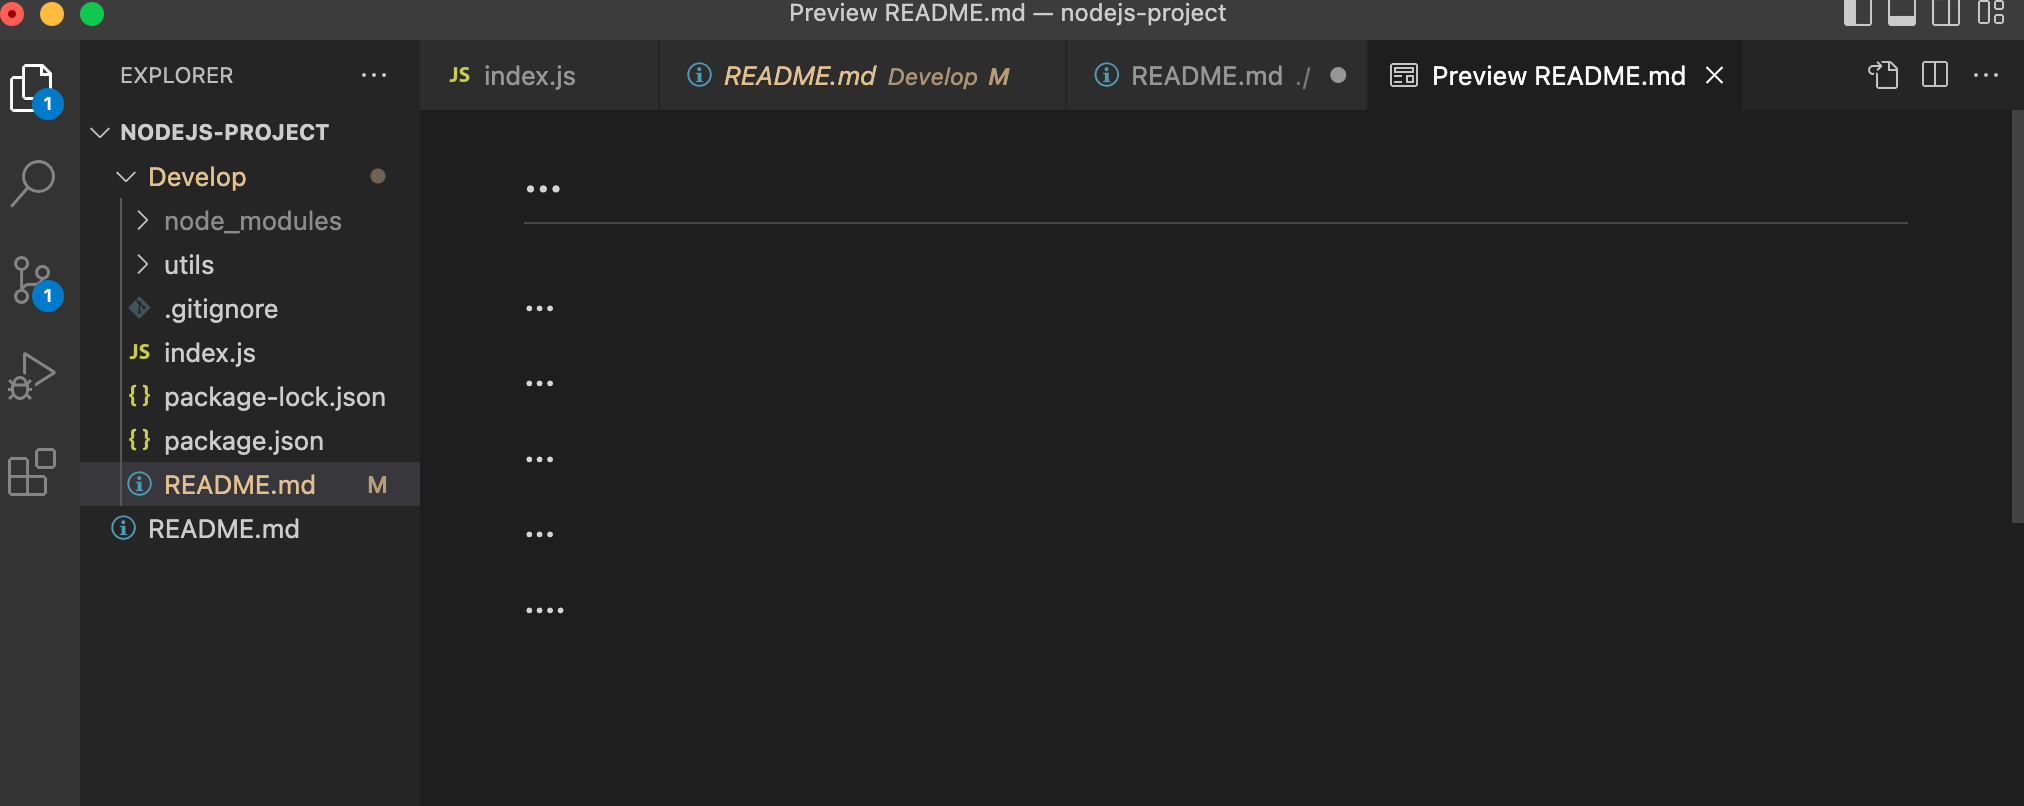 Preview README.md — nodejs-project
EXPLORER ···
JS index.js
README.md Develop M
README.md ./
Preview README.md
···
1
NODEJS-PROJECT
Develop
node_modules
utils
.gitignore
JS index.js
{} package-lock.json
{} package.json
README.md M
README.md
1
...
...
...
...
...
....